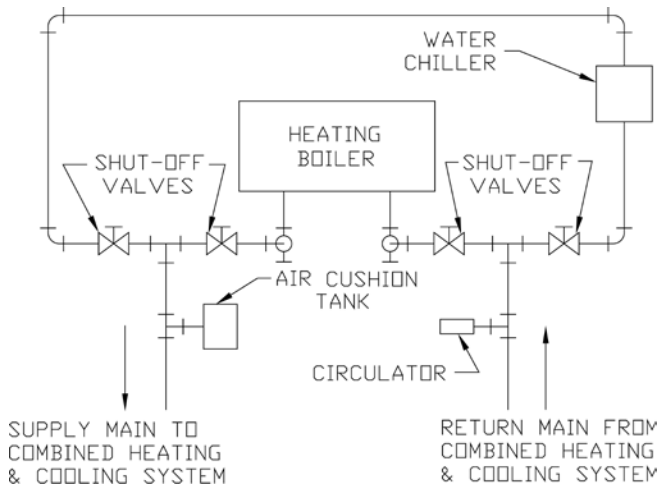 WATER
CHILLER
HEATING
BOILER
SHUT-OFF
VALVES
SHUT-OFF
VALVES
AIR CUSHION
TANK
CIRCULATOR
SUPPLY MAIN TO
COMBINED HEATING
& COOLING SYSTEM
RETURN MAIN FROM
COMBINED HEATING
& COOLING SYSTEM